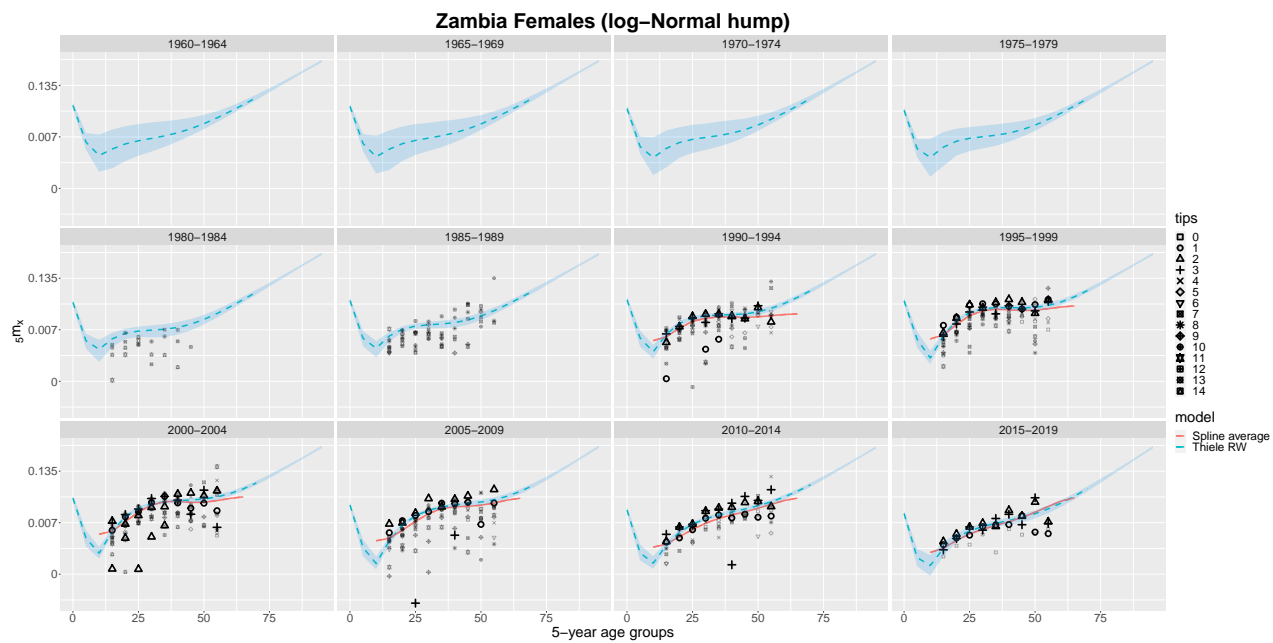 Zambia Females (log−Normal hump)
1960−1964 1965−1969 1970−1974 1975−1979
0.135
0.007
0
1980−1984 1985−1989 1990−1994 1995−1999
0.135
0.007
0
2000−2004 2005−2009 2010−2014 2015−2019
0.135
0.007
0
0 25 50 75 0 25 50 75 0 25 50 75 0 25 50 75
5−year age groups
5mx
tips
0
1
2
3
4
5
6
7
8
9
10
11
12
13
14
model
Spline average
Thiele RW